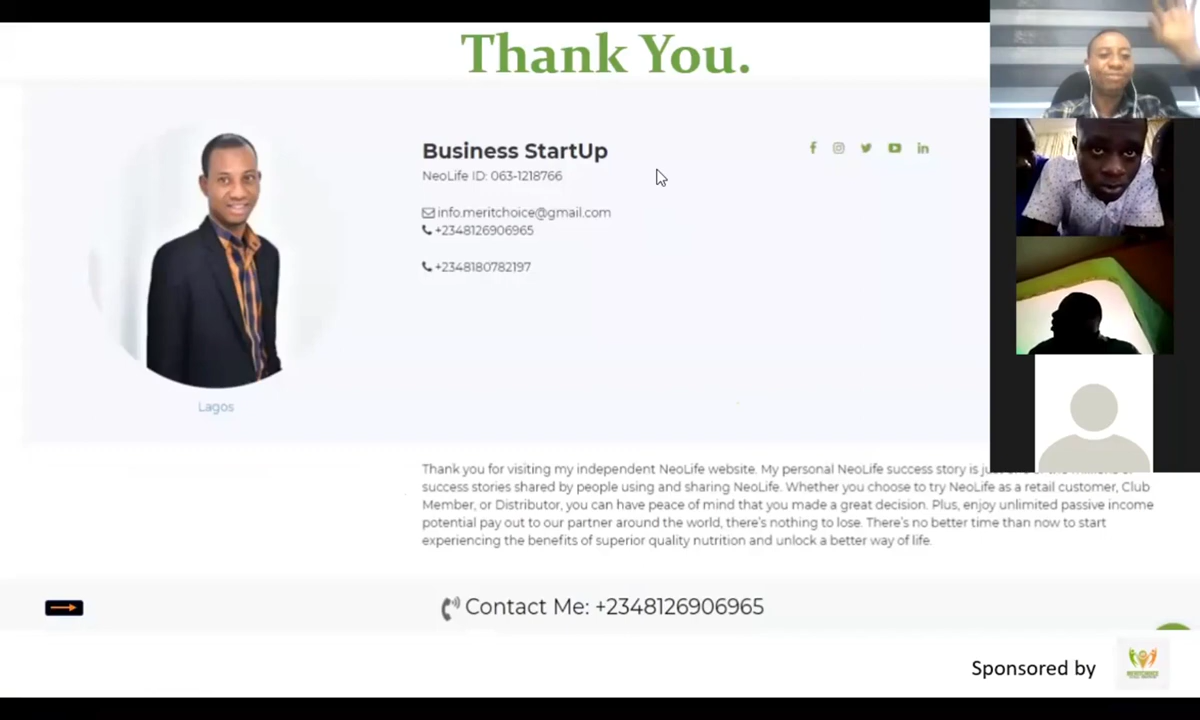 Thank You.
Business StartUp
NeoLife ID: 063-1218766
info.meritchoice@gmail.com
+2348126906965
+2348180782197
Lagos
Thank you for visiting my independent NeoLife website. My personal NeoLife success story is
success stories shared by people using and sharing NeoLife. Whether you choose to try NeoLife as a retail customer, Club
Member, or Distributor, you can have peace of mind that you made a great decision. Plus, enjoy unlimited passive income
potential pay out to our partner around the world, there's nothing to lose. There's no better time than now to start
experiencing the benefits of superior quality nutrition and unlock a better way of life.
Contact Me: +2348126906965
Sponsored by
MERITCHOICE